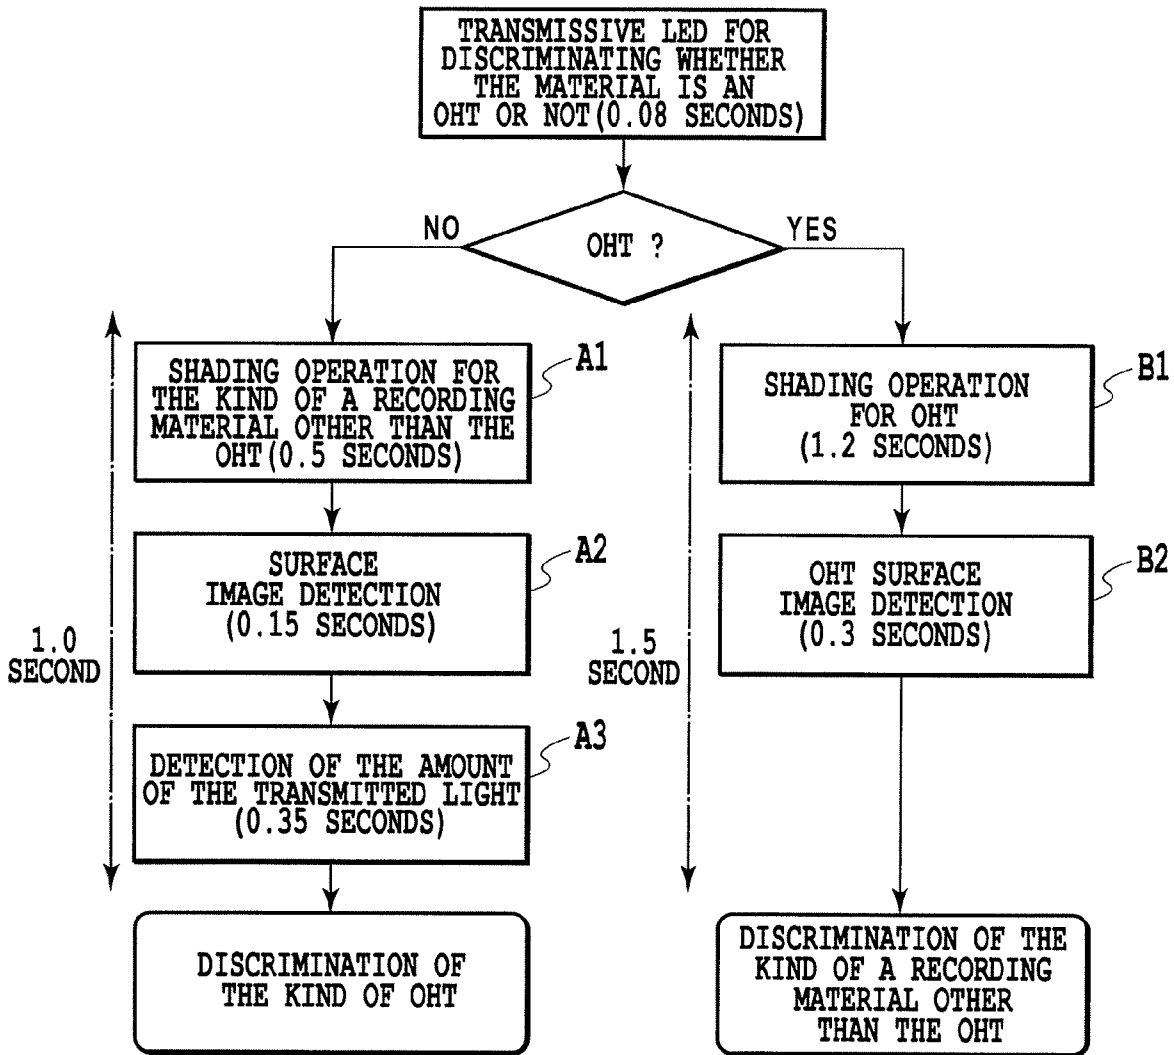 TRANSMISSIVE LED FOR
DISCRIMINATING WHETHER
THE MATERIAL IS AN
OHT OR NOT(0.08 SECONDS)
OHT ?
NO
YES
SHADING OPERATION FOR
THE KIND OF A RECORDING
MATERIAL OTHER THAN THE
OHT(0.5 SECONDS)
A1
SURFACE
IMAGE DETECTION
(0.15 SECONDS)
A2
DETECTION OF THE AMOUNT
OF THE TRANSMITTED LIGHT
(0.35 SECONDS)
A3
1.0
SECOND
DISCRIMINATION OF
THE KIND OF OHT
SHADING OPERATION
FOR OHT
(1.2 SECONDS)
B1
OHT SURFACE
IMAGE DETECTION
(0.3 SECONDS)
B2
1.5
SECOND
DISCRIMINATION OF THE
KIND OF A RECORDING
MATERIAL OTHER
THAN THE OHT